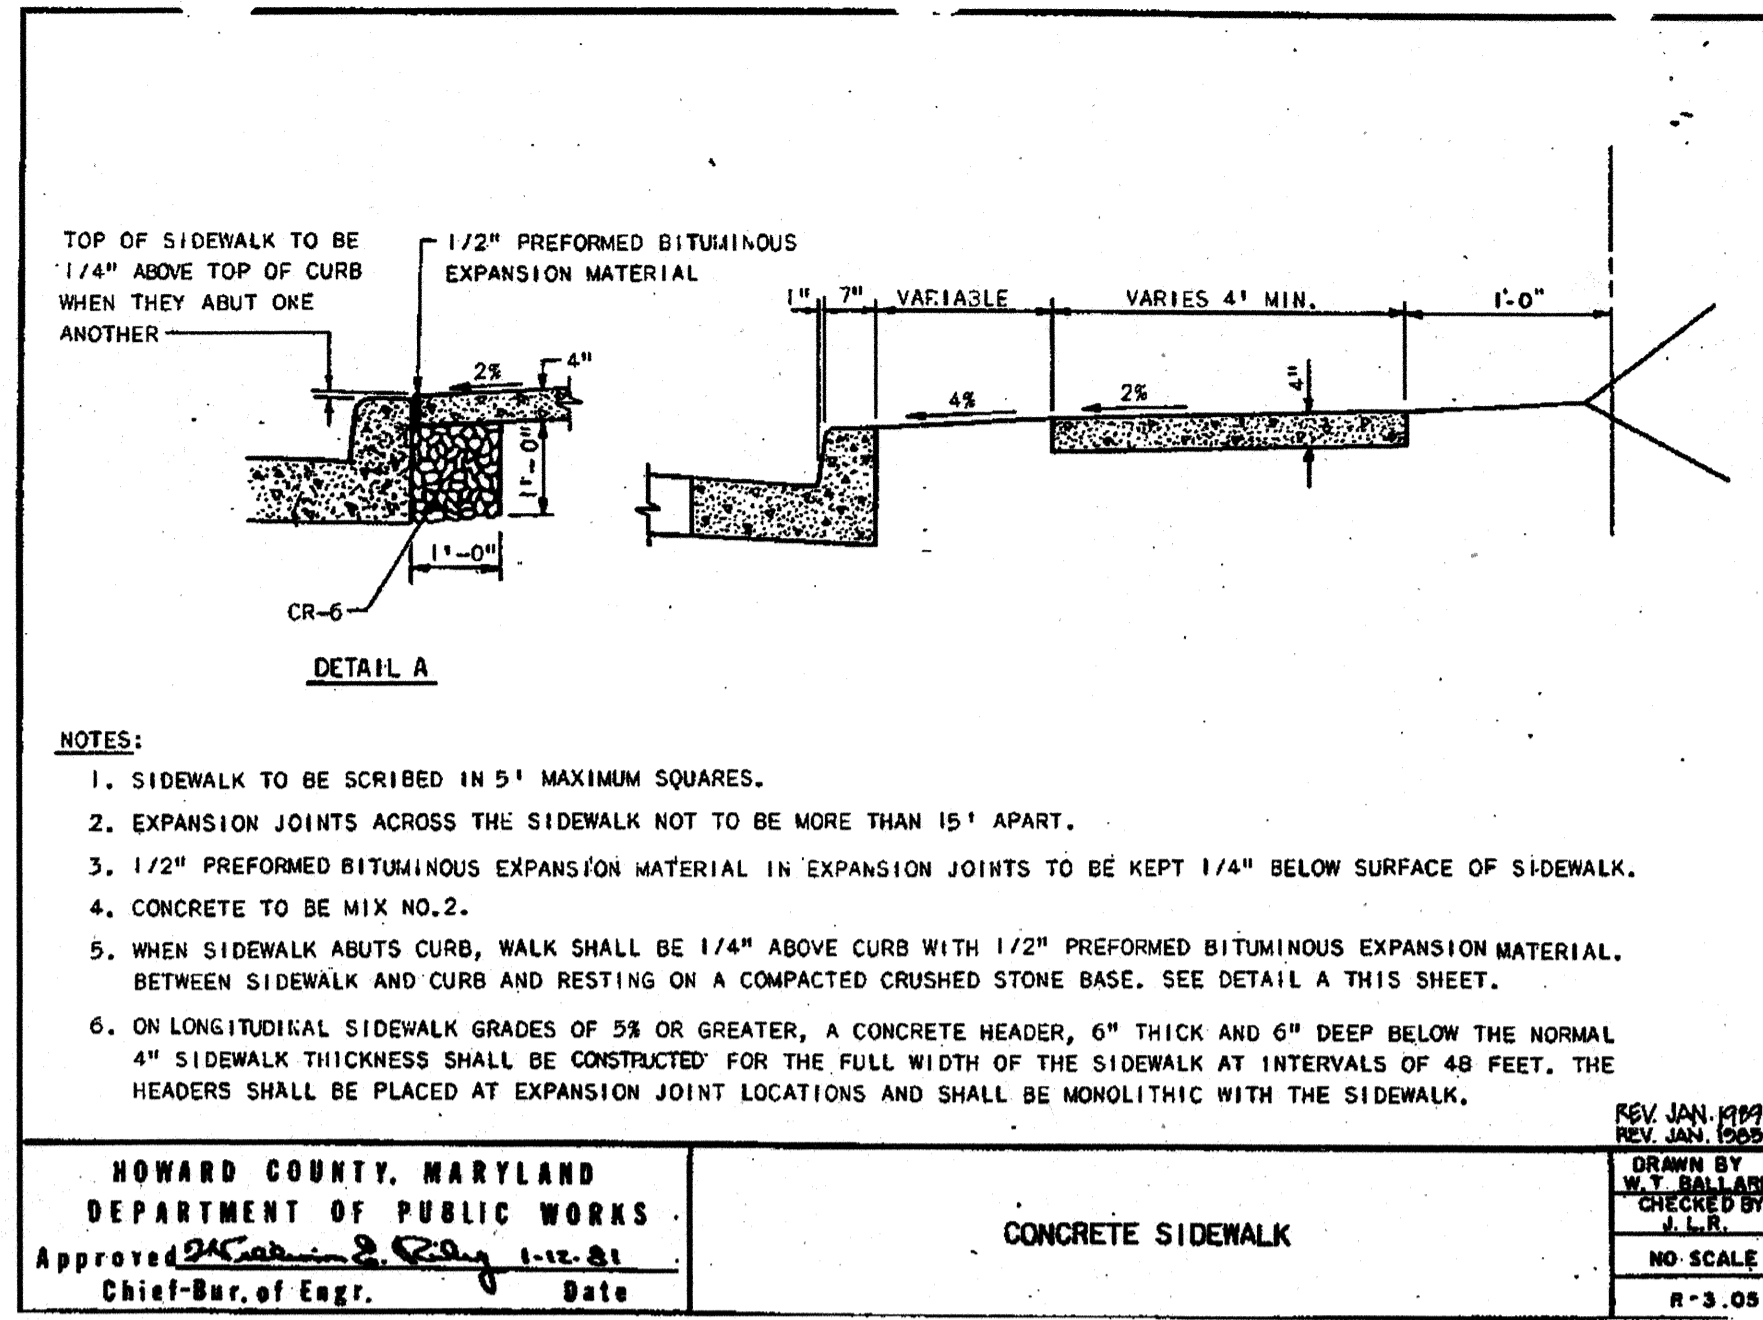 TOP OF SIDEWALK TO BE
1/4" ABOVE TOP OF CURB
WHEN THEY ABUT ONE
ANOTHER
1/2" PREFORMED BITUMINOUS
EXPANSION MATERIAL
2%
4"
1'-0"
1'-0"
CR-6
DETAIL A
1"
7"
VARIABLE
VARIES 4' MIN.
1'-0"
4%
2%
4"
NOTES:
1. SIDEWALK TO BE SCRIBED IN 5' MAXIMUM SQUARES.
2. EXPANSION JOINTS ACROSS THE SIDEWALK NOT TO BE MORE THAN 15' APART.
3. 1/2" PREFORMED BITUMINOUS EXPANSION MATERIAL IN EXPANSION JOINTS TO BE KEPT 1/4" BELOW SURFACE OF SIDEWALK.
4. CONCRETE TO BE MIX NO.2.
5. WHEN SIDEWALK ABUTS CURB, WALK SHALL BE 1/4" ABOVE CURB WITH 1/2" PREFORMED BITUMINOUS EXPANSION MATERIAL.
BETWEEN SIDEWALK AND CURB AND RESTING ON A COMPACTED CRUSHED STONE BASE. SEE DETAIL A THIS SHEET.
6. ON LONGITUDINAL SIDEWALK GRADES OF 5% OR GREATER, A CONCRETE HEADER, 6" THICK AND 6" DEEP BELOW THE NORMAL
4" SIDEWALK THICKNESS SHALL BE CONSTRUCTED FOR THE FULL WIDTH OF THE SIDEWALK AT INTERVALS OF 48 FEET. THE
HEADERS SHALL BE PLACED AT EXPANSION JOINT LOCATIONS AND SHALL BE MONOLITHIC WITH THE SIDEWALK.
REV. JAN. 1989
REV. JAN. 1985
HOWARD COUNTY, MARYLAND
DEPARTMENT OF PUBLIC WORKS
Approved Riley 1-12-81
Chief-Bur. of Engr. Date
CONCRETE SIDEWALK
DRAWN BY
W.T. BALLARD
CHECKED BY
J.L.R.
NO SCALE
R-3.05